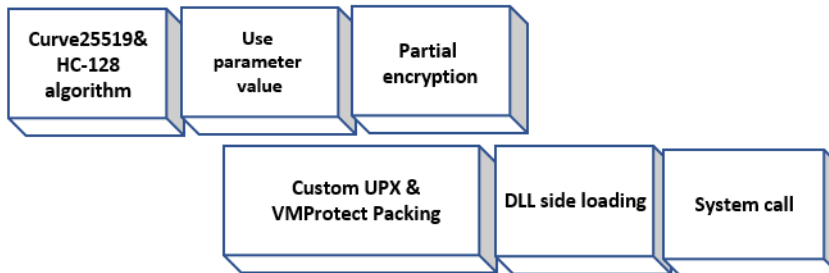 Curve25519&
HC-128
algorithm
Use
parameter
value
Partial
encryption
Custom UPX &
VMProtect Packing
DLL side loading
System call